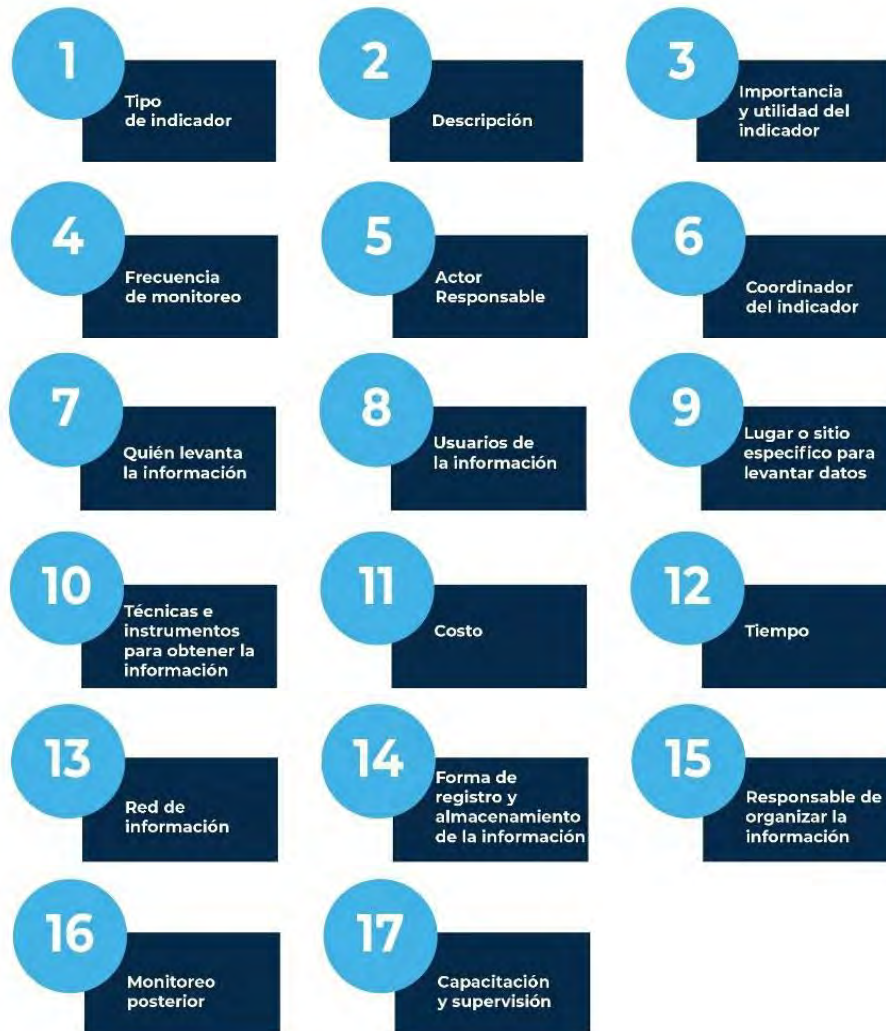 1
Tipo
de indicador
2
Descripción
3
Importancia
y utilidad del
indicador
4
Frecuencia
de monitoreo
5
Actor
Responsable
6
Coordinador
del indicador
7
Quién levanta
la información
8
Usuarios de
la información
9
Lugar o sitio
especifico para
levantar datos
10
Técnicas e
instrumentos
para obtener la
información
11
Costo
12
Tiempo
13
Red de
información
14
Forma de
registro y
almacenamiento
de la información
15
Responsable de
organizar la
información
16
Monitoreo
posterior
17
Capacitación
y supervisión